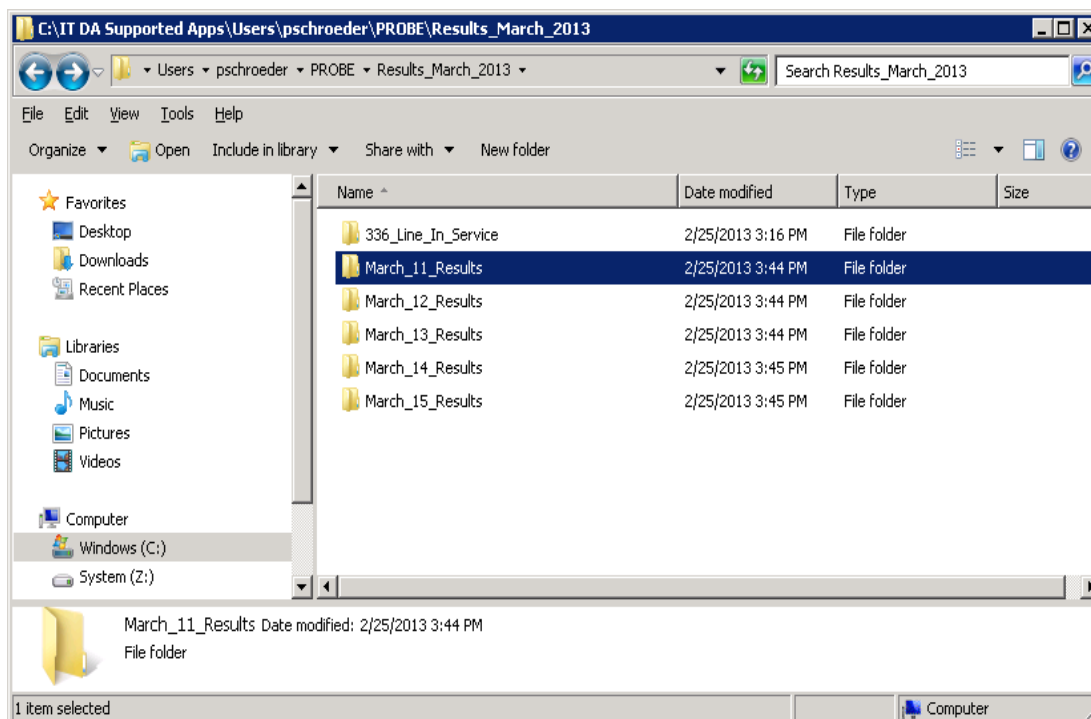 C:\IT DA Supported Apps\Users\pschroeder\PROBE\Results_March_2013
Users pschroeder PROBE Results_March_2013 Search Results_March_2013
File Edit View Tools Help
Organize Open Include in library Share with New folder
Name Date modified Type Size
Favorites
Desktop
Downloads
Recent Places
Libraries
Documents
Music
Pictures
Videos
Computer
Windows (C:)
System (Z:)
336_Line_In_Service 2/25/2013 3:16 PM File folder
March_11_Results 2/25/2013 3:44 PM File folder
March_12_Results 2/25/2013 3:44 PM File folder
March_13_Results 2/25/2013 3:44 PM File folder
March_14_Results 2/25/2013 3:45 PM File folder
March_15_Results 2/25/2013 3:45 PM File folder
March_11_Results Date modified: 2/25/2013 3:44 PM
File folder
1 item selected Computer